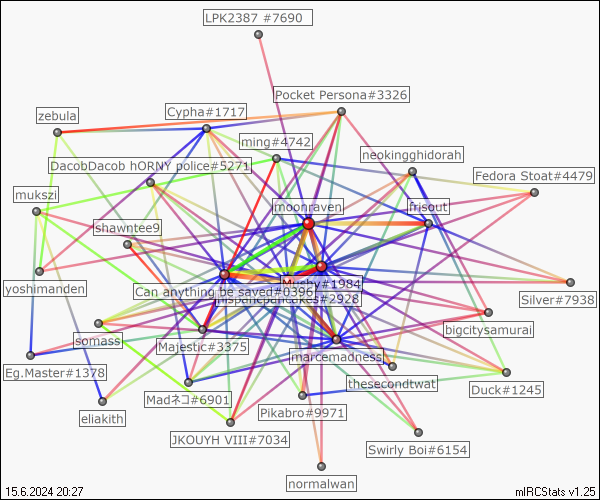 LPK2387 #7690
Pocket Persona#3326
Cypha#1717
zebula
ming#4742
neokingghidorah
DacobDacob hORNY police#5271
Fedora Stoat#4479
mukszi
moonraven
frisout
shawntee9
Mushy#1984
yoshimanden
Can anything be saved#0396
Silver#7938
bigcitysamurai
somass
Majestic#3375
marcemadness
Eg.Master#1378
thesecondtwat
Duck#1245
Madネコ#6901
eliakith
Pikabro#9971
JKOUYH VIII#7034
Swirly Boi#6154
normalwan
15.6.2024 20:27
mIRCStats v1.25